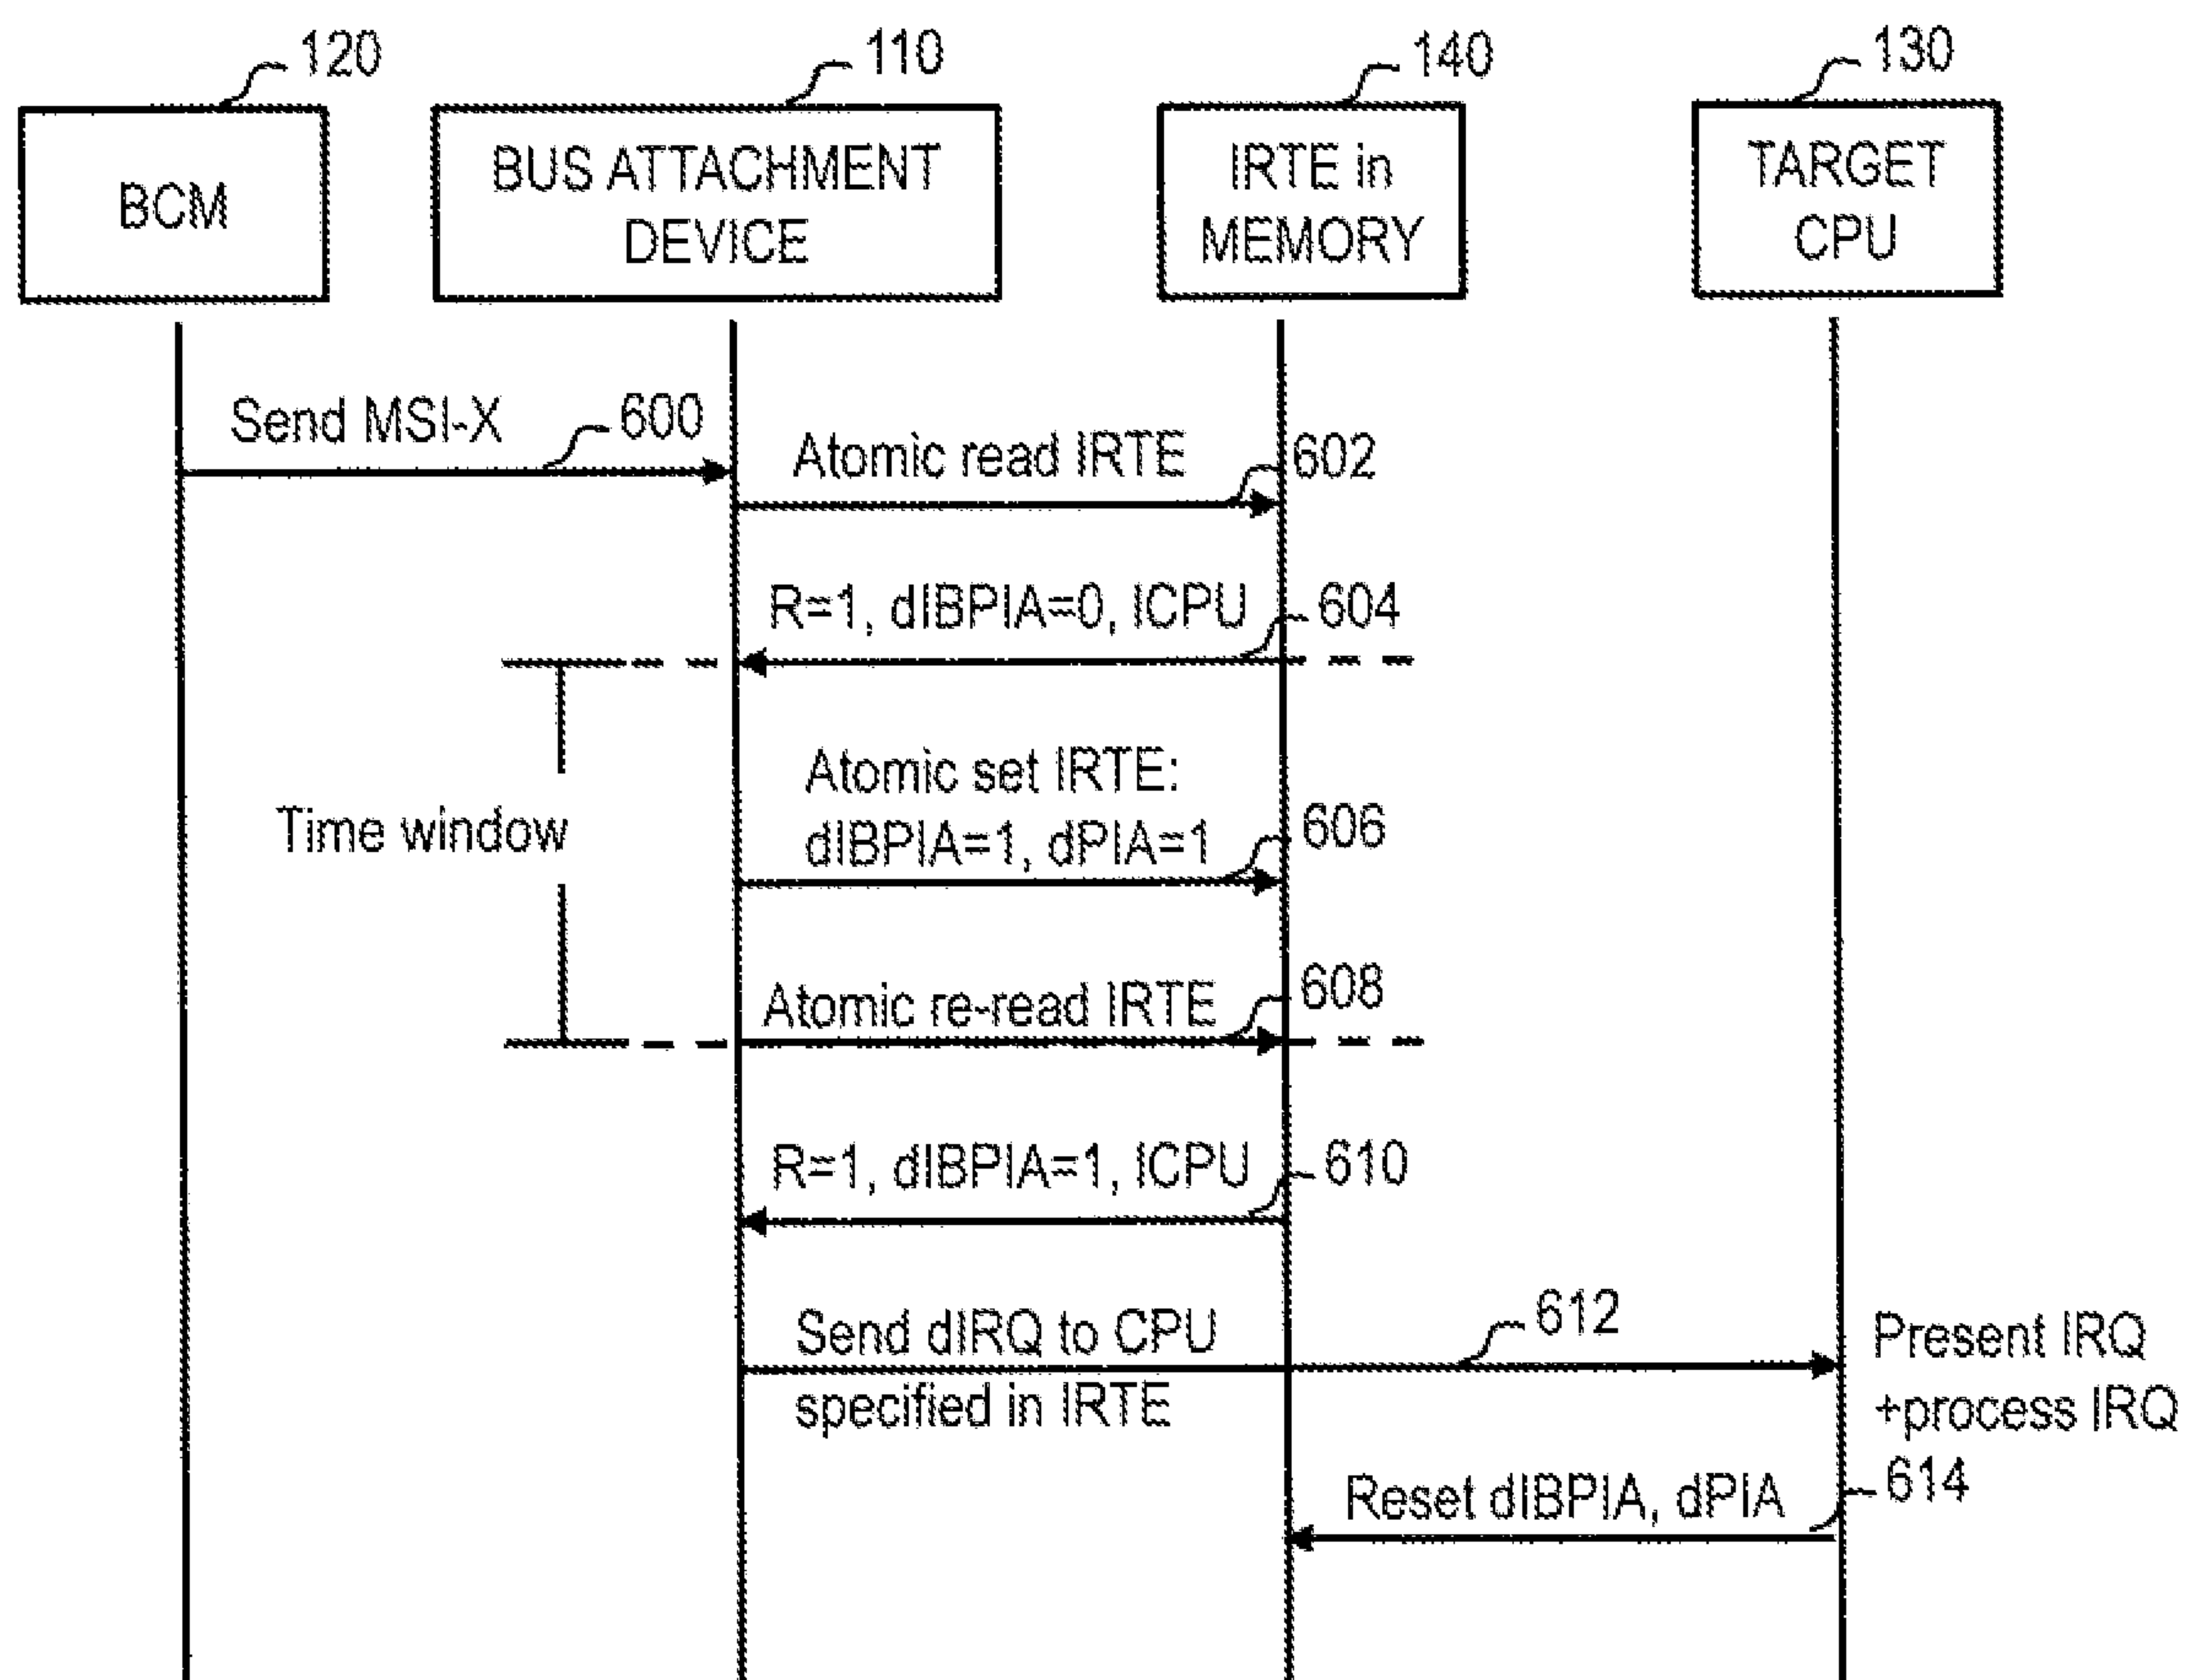 120
110
140
130
BCM
BUS ATTACHMENT
DEVICE
IRTE in
MEMORY
TARGET
CPU
Send MSI-X
600
Atomic read IRTE
602
R=1, dIBPIA=0, ICPU
604
Atomic set IRTE:
dIBPIA=1, dPIA=1
606
Time window
Atomic re-read IRTE
608
R=1, dIBPIA=1, ICPU
610
Send dIRQ to CPU
specified in IRTE
612
Present IRQ
+process IRQ
Reset dIBPIA, dPIA
614